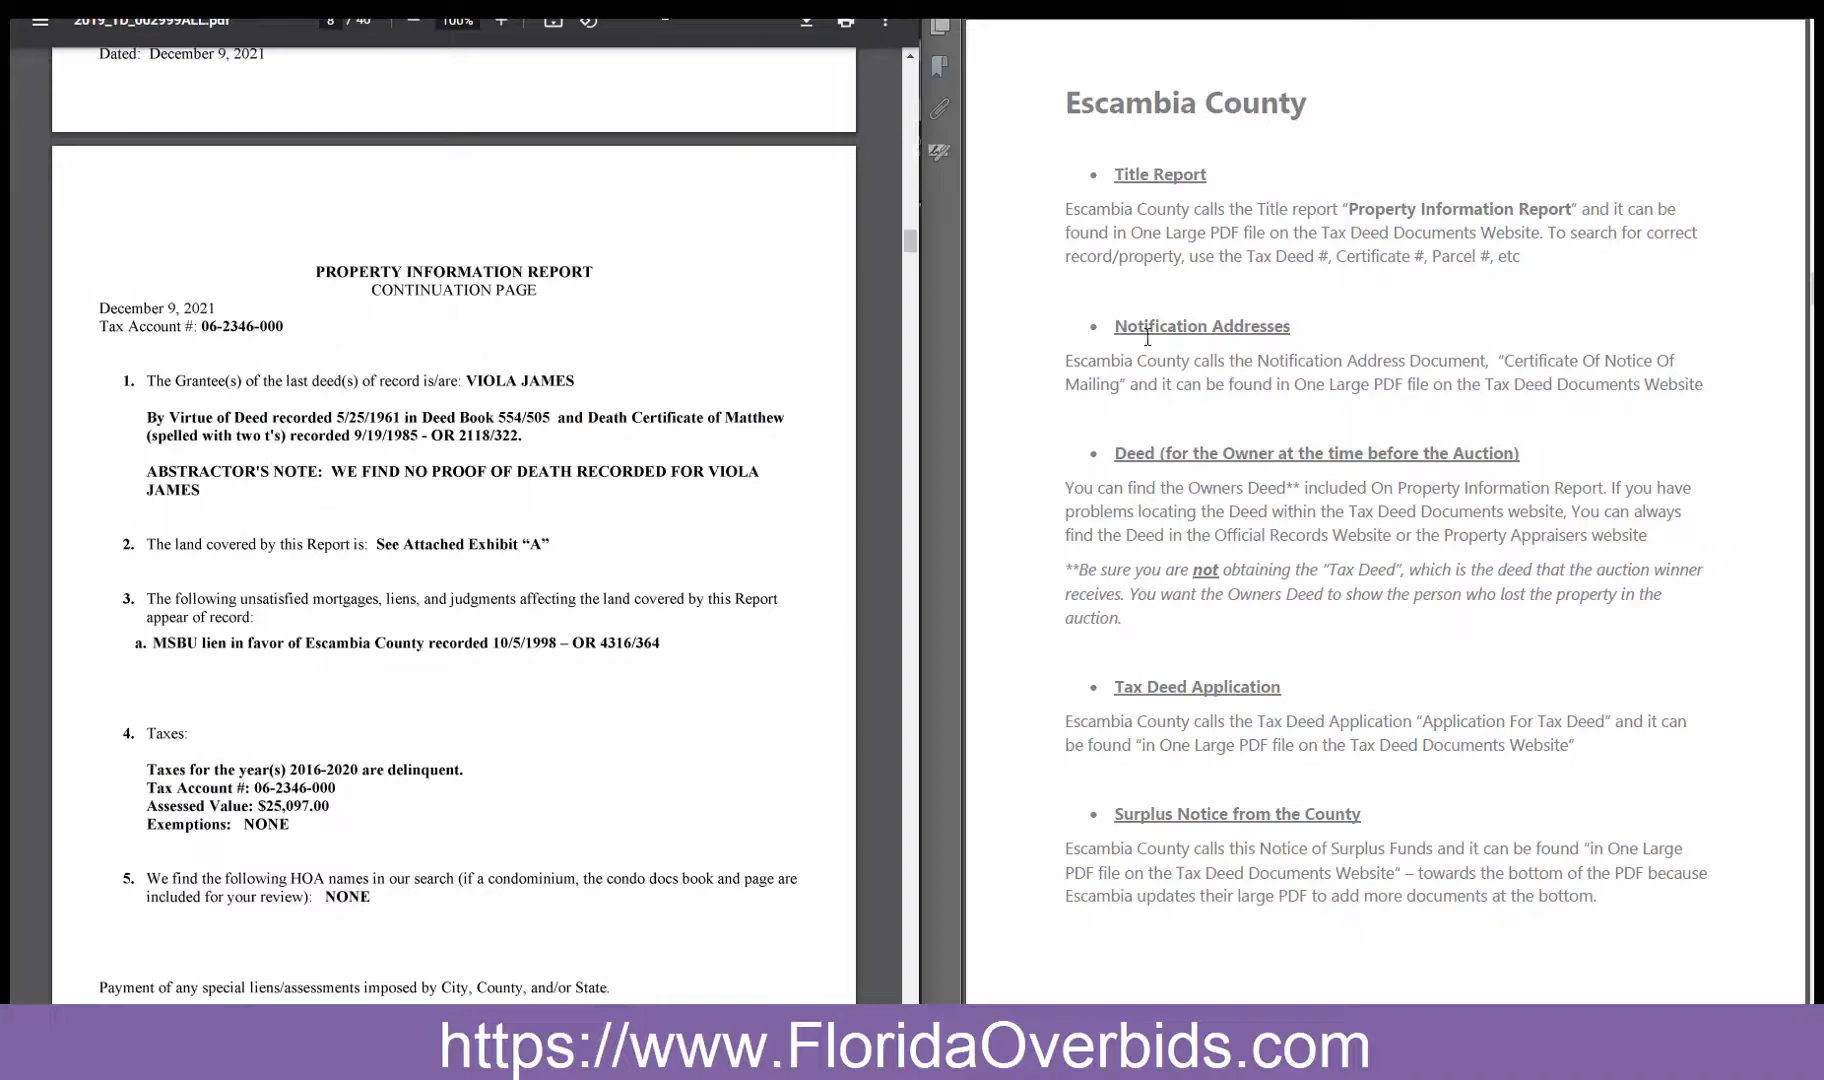 2019_TD_002999ALL.pdf
8 / 40
100%
Dated: December 9, 2021
PROPERTY INFORMATION REPORT
CONTINUATION PAGE
December 9, 2021
Tax Account #: 06-2346-000
1. The Grantee(s) of the last deed(s) of record is/are: VIOLA JAMES
By Virtue of Deed recorded 5/25/1961 in Deed Book 554/505 and Death Certificate of Matthew
(spelled with two t's) recorded 9/19/1985 - OR 2118/322.
ABSTRACTOR'S NOTE: WE FIND NO PROOF OF DEATH RECORDED FOR VIOLA
JAMES
2. The land covered by this Report is: See Attached Exhibit “A”
3. The following unsatisfied mortgages, liens, and judgments affecting the land covered by this Report
appear of record:
a. MSBU lien in favor of Escambia County recorded 10/5/1998 – OR 4316/364
4. Taxes:
Taxes for the year(s) 2016-2020 are delinquent.
Tax Account #: 06-2346-000
Assessed Value: $25,097.00
Exemptions: NONE
5. We find the following HOA names in our search (if a condominium, the condo docs book and page are
included for your review): NONE
Payment of any special liens/assessments imposed by City, County, and/or State.
Escambia County
• Title Report
Escambia County calls the Title report “Property Information Report” and it can be
found in One Large PDF file on the Tax Deed Documents Website. To search for correct
record/property, use the Tax Deed #, Certificate #, Parcel #, etc
• Notification Addresses
Escambia County calls the Notification Address Document, “Certificate Of Notice Of
Mailing” and it can be found in One Large PDF file on the Tax Deed Documents Website
• Deed (for the Owner at the time before the Auction)
You can find the Owners Deed** included On Property Information Report. If you have
problems locating the Deed within the Tax Deed Documents website, You can always
find the Deed in the Official Records Website or the Property Appraisers website
**Be sure you are not obtaining the “Tax Deed”, which is the deed that the auction winner
receives. You want the Owners Deed to show the person who lost the property in the
auction.
• Tax Deed Application
Escambia County calls the Tax Deed Application “Application For Tax Deed” and it can
be found “in One Large PDF file on the Tax Deed Documents Website”
• Surplus Notice from the County
Escambia County calls this Notice of Surplus Funds and it can be found “in One Large
PDF file on the Tax Deed Documents Website” – towards the bottom of the PDF because
Escambia updates their large PDF to add more documents at the bottom.
https://www.FloridaOverbids.com